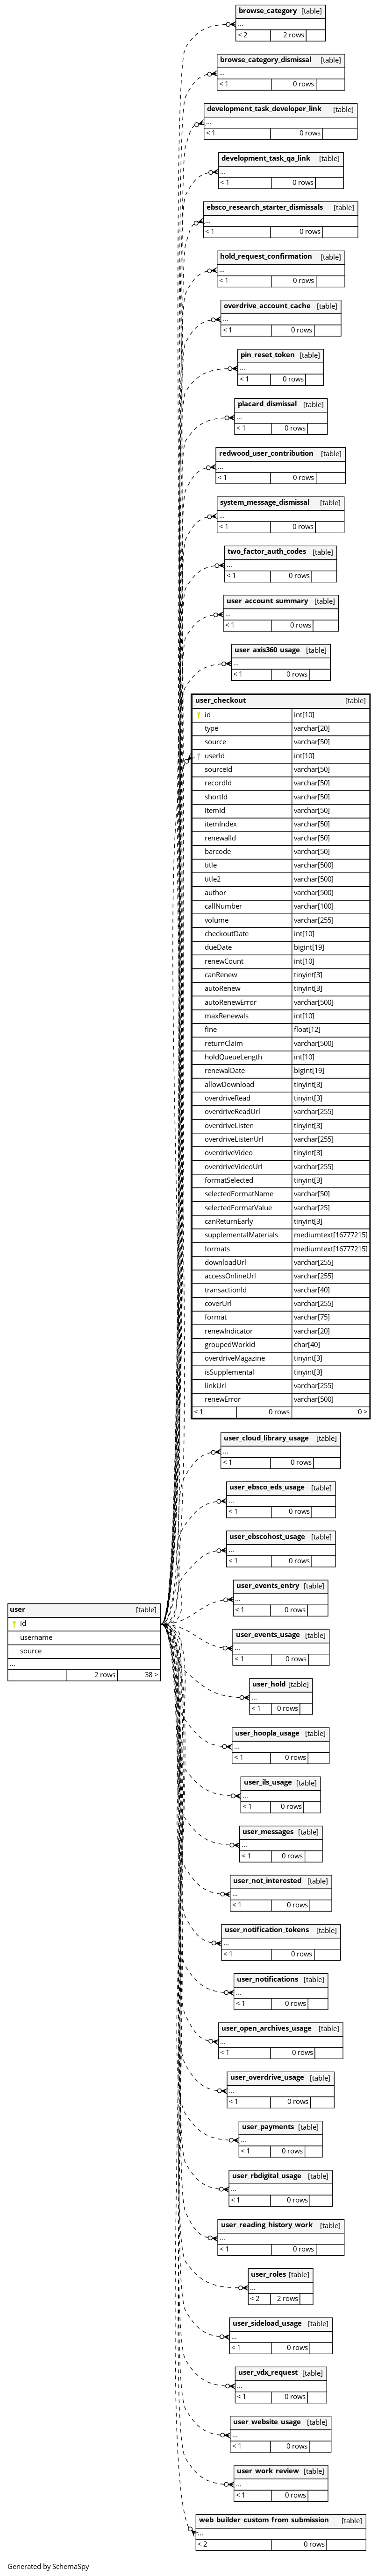 browse_category [table]
...
< 2 2 rows
browse_category_dismissal [table]
...
< 1 0 rows
development_task_developer_link [table]
...
< 1 0 rows
development_task_qa_link [table]
...
< 1 0 rows
ebsco_research_starter_dismissals [table]
...
< 1 0 rows
hold_request_confirmation [table]
...
< 1 0 rows
overdrive_account_cache [table]
...
< 1 0 rows
pin_reset_token [table]
...
< 1 0 rows
placard_dismissal [table]
...
< 1 0 rows
redwood_user_contribution [table]
...
< 1 0 rows
system_message_dismissal [table]
...
< 1 0 rows
two_factor_auth_codes [table]
...
< 1 0 rows
user_account_summary [table]
...
< 1 0 rows
user_axis360_usage [table]
...
< 1 0 rows
user_checkout [table]
id int[10]
type varchar[20]
source varchar[50]
userId int[10]
sourceId varchar[50]
recordId varchar[50]
shortId varchar[50]
itemId varchar[50]
itemIndex varchar[50]
renewalId varchar[50]
barcode varchar[50]
title varchar[500]
title2 varchar[500]
author varchar[500]
callNumber varchar[100]
volume varchar[255]
checkoutDate int[10]
dueDate bigint[19]
renewCount int[10]
canRenew tinyint[3]
autoRenew tinyint[3]
autoRenewError varchar[500]
maxRenewals int[10]
fine float[12]
returnClaim varchar[500]
holdQueueLength int[10]
renewalDate bigint[19]
allowDownload tinyint[3]
overdriveRead tinyint[3]
overdriveReadUrl varchar[255]
overdriveListen tinyint[3]
overdriveListenUrl varchar[255]
overdriveVideo tinyint[3]
overdriveVideoUrl varchar[255]
formatSelected tinyint[3]
selectedFormatName varchar[50]
selectedFormatValue varchar[25]
canReturnEarly tinyint[3]
supplementalMaterials mediumtext[16777215]
formats mediumtext[16777215]
downloadUrl varchar[255]
accessOnlineUrl varchar[255]
transactionId varchar[40]
coverUrl varchar[255]
format varchar[75]
renewIndicator varchar[20]
groupedWorkId char[40]
overdriveMagazine tinyint[3]
isSupplemental tinyint[3]
linkUrl varchar[255]
renewError varchar[500]
< 1 0 rows 0 >
user_cloud_library_usage [table]
...
< 1 0 rows
user_ebsco_eds_usage [table]
...
< 1 0 rows
user_ebscohost_usage [table]
...
< 1 0 rows
user_events_entry [table]
...
< 1 0 rows
user [table]
id
username
source
...
2 rows 38 >
user_events_usage [table]
...
< 1 0 rows
user_hold [table]
...
< 1 0 rows
user_hoopla_usage [table]
...
< 1 0 rows
user_ils_usage [table]
...
< 1 0 rows
user_messages [table]
...
< 1 0 rows
user_not_interested [table]
...
< 1 0 rows
user_notification_tokens [table]
...
< 1 0 rows
user_notifications [table]
...
< 1 0 rows
user_open_archives_usage [table]
...
< 1 0 rows
user_overdrive_usage [table]
...
< 1 0 rows
user_payments [table]
...
< 1 0 rows
user_rbdigital_usage [table]
...
< 1 0 rows
user_reading_history_work [table]
...
< 1 0 rows
user_roles [table]
...
< 2 2 rows
user_sideload_usage [table]
...
< 1 0 rows
user_vdx_request [table]
...
< 1 0 rows
user_website_usage [table]
...
< 1 0 rows
user_work_review [table]
...
< 1 0 rows
web_builder_custom_from_submission [table]
...
< 2 0 rows
Generated by SchemaSpy